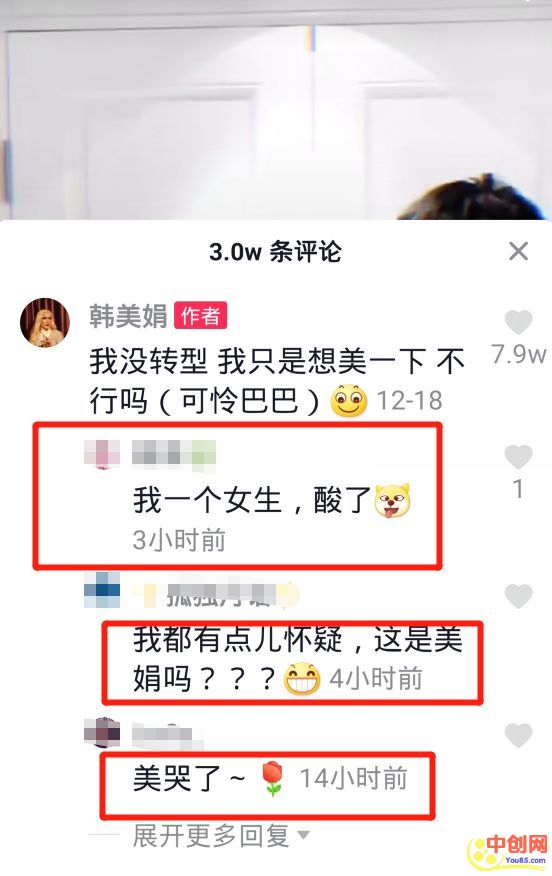 3.0w 条评论
韩美娟 作者
我没转型 我只是想美一下 不
行吗（可怜巴巴） 12-18
7.9w
我一个女生，酸了
3小时前
1
我都有点儿怀疑，这是美
娟吗？？？ 4小时前
美哭了～ 14小时前
展开更多回复
中创网
You85.com